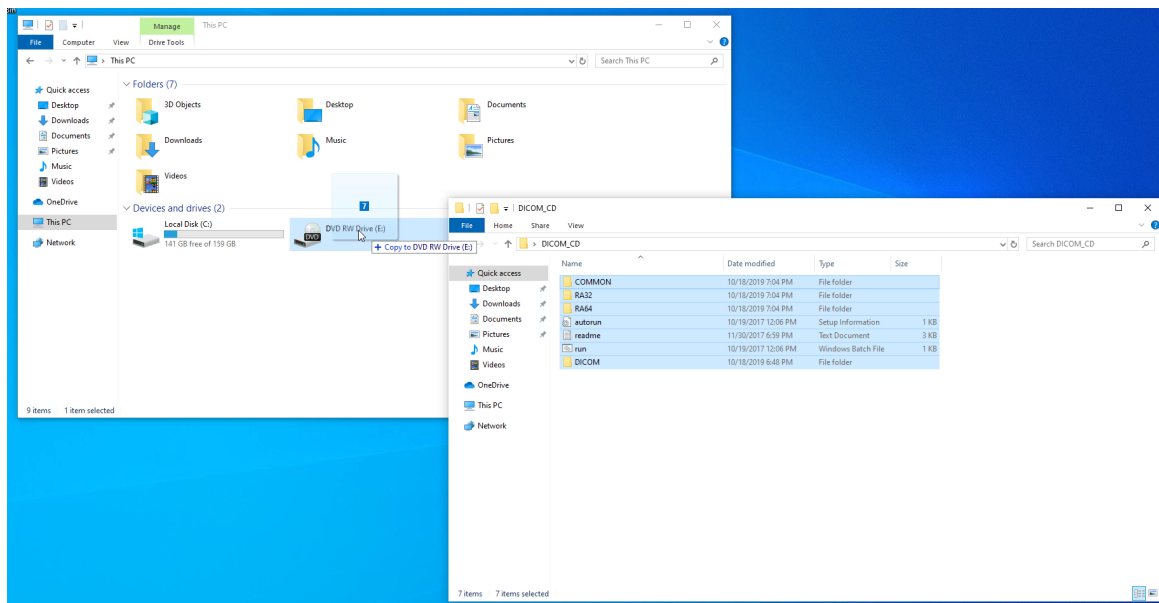 Manage This PC
File Computer View Drive Tools
This PC
Search This PC
Quick access
Desktop
Downloads
Documents
Pictures
Music
Videos
OneDrive
This PC
Network
Folders (7)
3D Objects Desktop Documents
Downloads Music Pictures
Videos
Devices and drives (2)
Local Disk (C:)
141 GB free of 159 GB
DVD RW Drive (E:)
DVD
7
+ Copy to DVD RW Drive (E:)
9 items 1 item selected
DICOM_CD
File Home Share View
DICOM_CD
Search DICOM_CD
Quick access
Desktop
Downloads
Documents
Pictures
Music
Videos
OneDrive
This PC
Network
Name Date modified Type Size
COMMON 10/18/2019 7:04 PM File folder
RA32 10/18/2019 7:04 PM File folder
RA64 10/18/2019 7:04 PM File folder
autorun 10/19/2017 12:06 PM Setup Information 1 KB
readme 11/30/2017 6:59 PM Text Document 3 KB
run 10/19/2017 12:06 PM Windows Batch File 1 KB
DICOM 10/18/2019 6:48 PM File folder
7 items 7 items selected